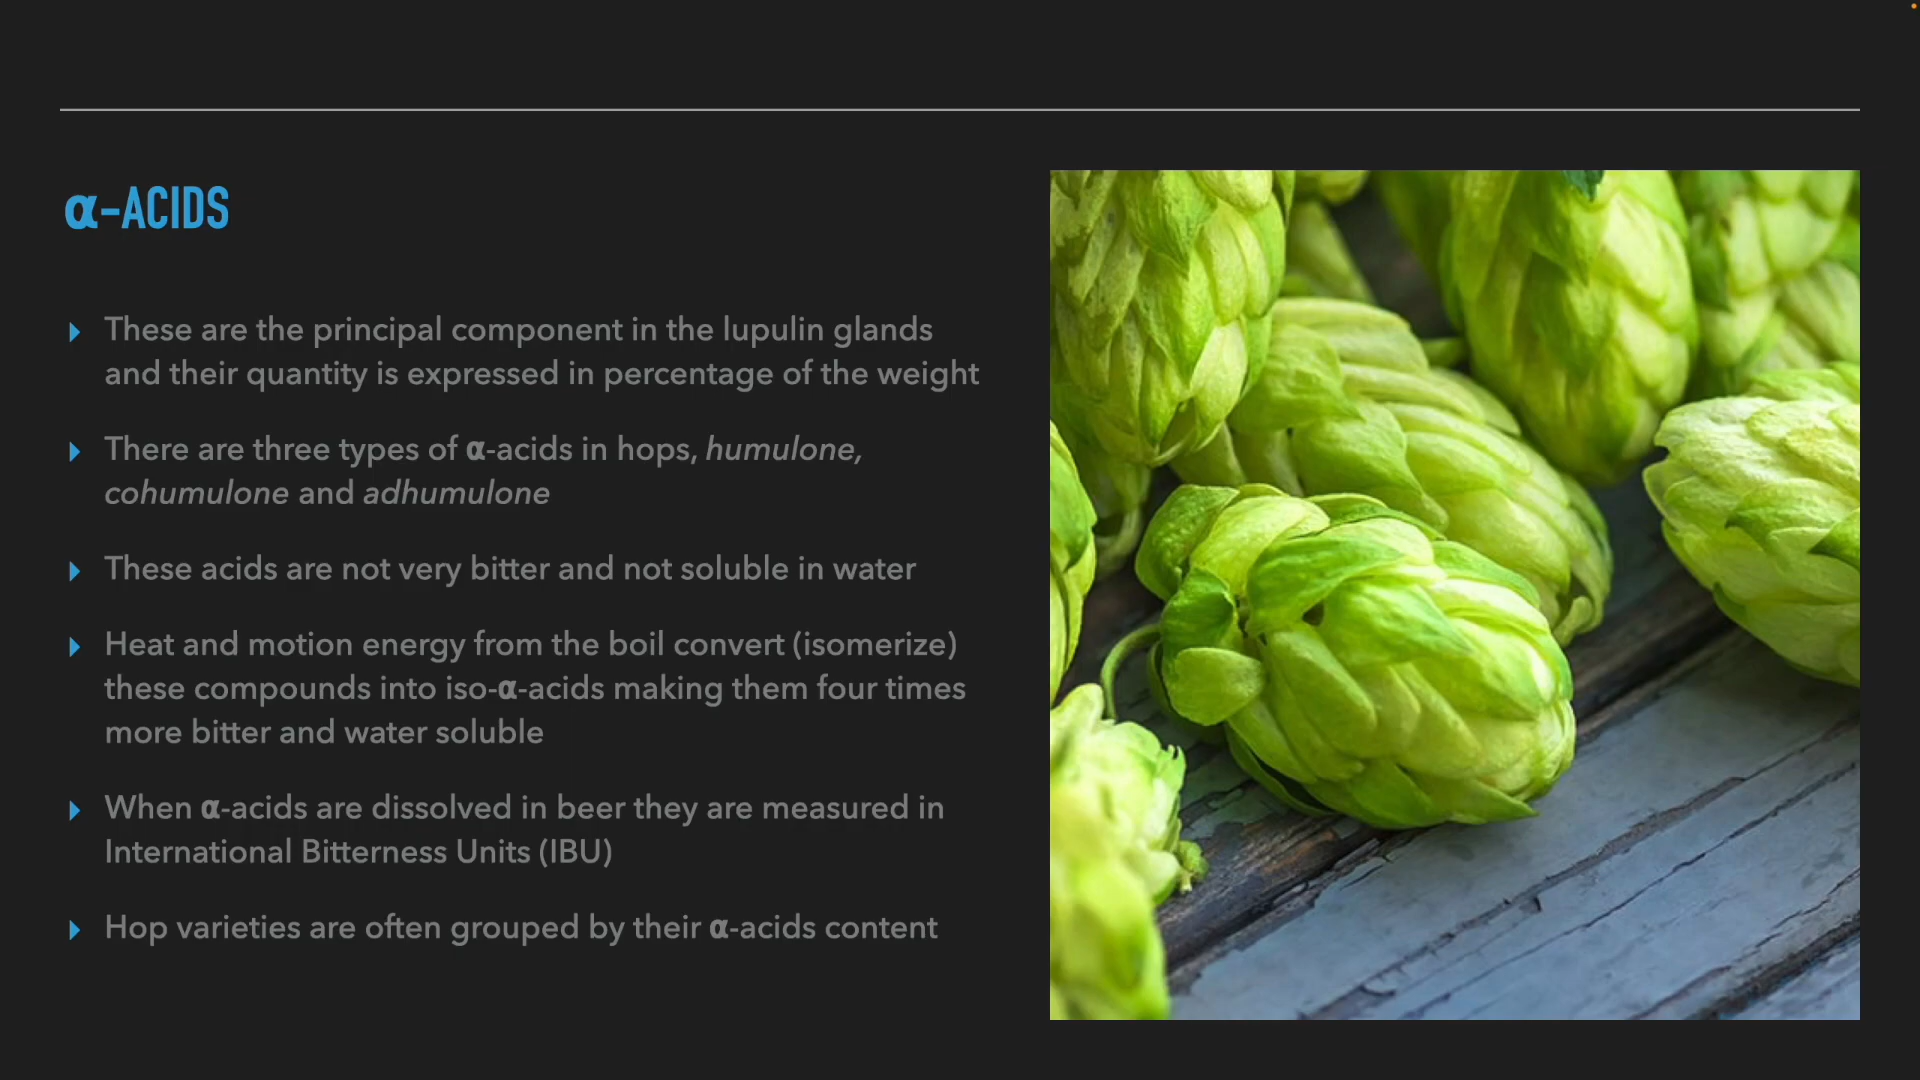 α-ACIDS
These are the principal component in the lupulin glands
and their quantity is expressed in percentage of the weight
There are three types of α-acids in hops, humulone,
cohumulone and adhumulone
These acids are not very bitter and not soluble in water
Heat and motion energy from the boil convert (isomerize)
these compounds into iso-α-acids making them four times
more bitter and water soluble
When α-acids are dissolved in beer they are measured in
International Bitterness Units (IBU)
Hop varieties are often grouped by their α-acids content